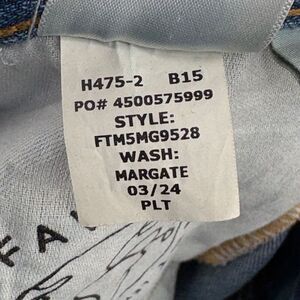 H475-2 B15
PO# 4500575999
STYLE:
FTM5MG9528
WASH:
MARGATE
03/24
PLT